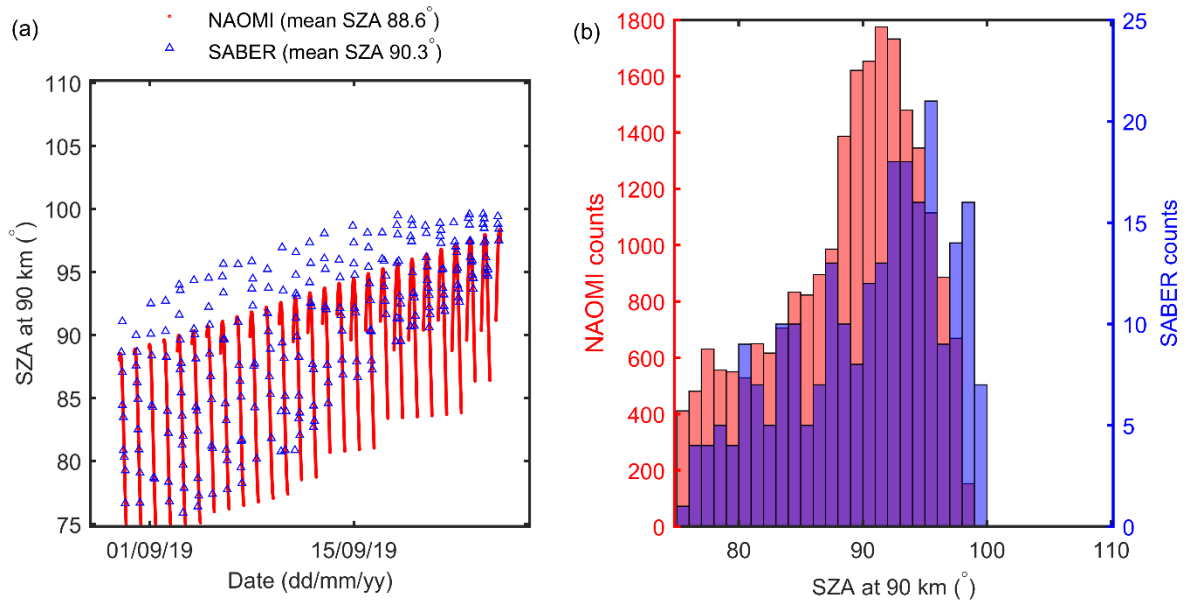 (a)
NAOMI (mean SZA 88.6°)
SABER (mean SZA 90.3°)
SZA at 90 km (°)
110
105
100
95
90
85
80
75
01/09/19 15/09/19
Date (dd/mm/yy)
(b)
NAOMI counts
1800
1600
1400
1200
1000
800
600
400
200
0
25
20
15
10
5
0
SABER counts
80 90 100 110
SZA at 90 km (°)